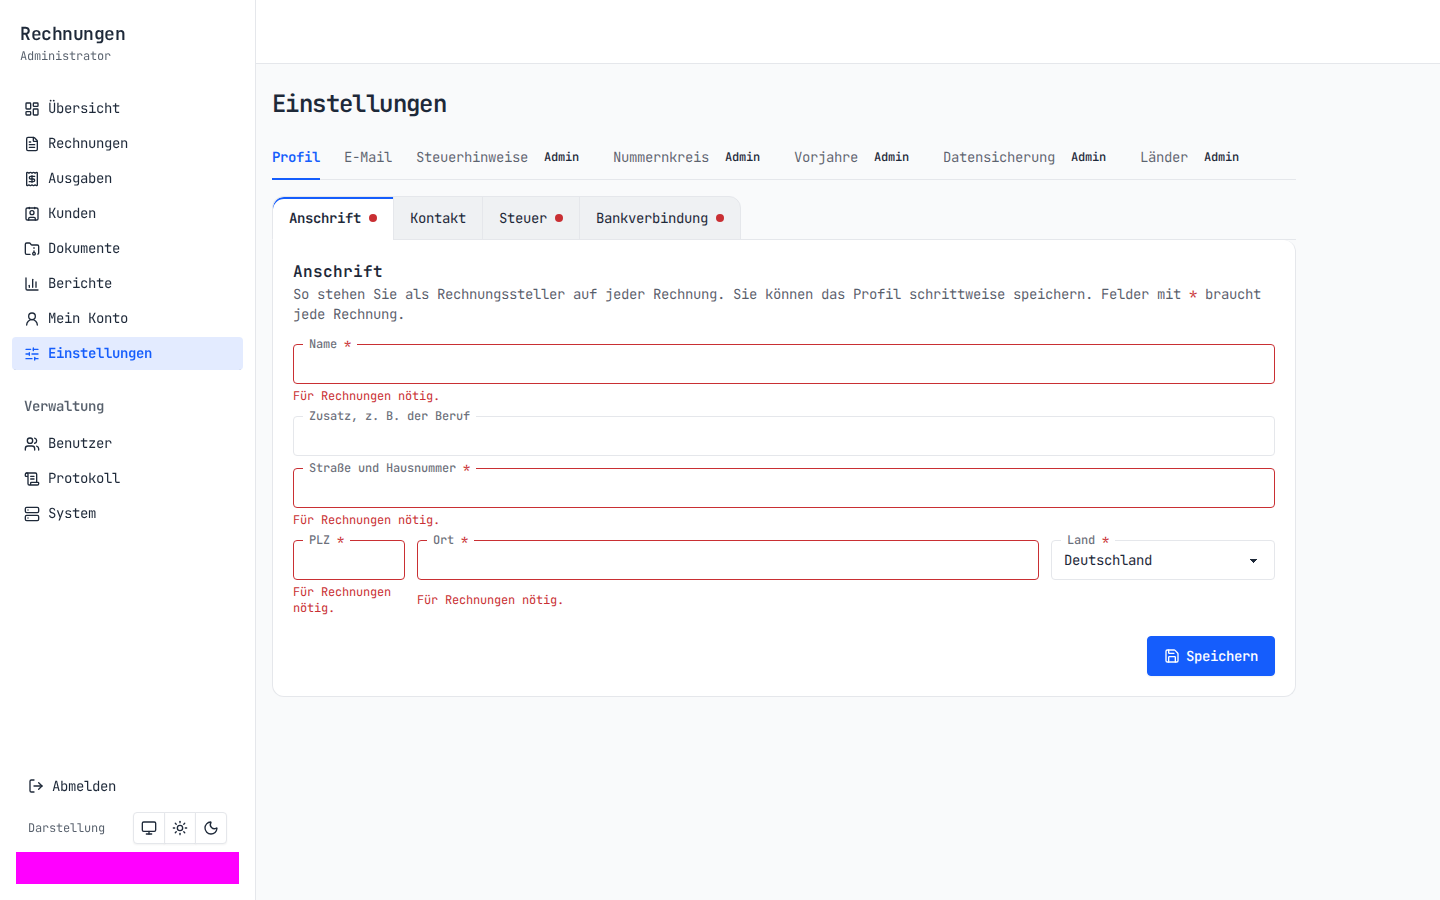 Rechnungen
Administrator
Übersicht
Rechnungen
Ausgaben
Kunden
Dokumente
Berichte
Mein Konto
Einstellungen
Verwaltung
Benutzer
Protokoll
System
Abmelden
Darstellung
Einstellungen
Profil E-Mail Steuerhinweise Admin Nummernkreis Admin Vorjahre Admin Datensicherung Admin Länder Admin
Anschrift Kontakt Steuer Bankverbindung
Anschrift
So stehen Sie als Rechnungssteller auf jeder Rechnung. Sie können das Profil schrittweise speichern. Felder mit * braucht
jede Rechnung.
Name *
Für Rechnungen nötig.
Zusatz, z. B. der Beruf
Straße und Hausnummer *
Für Rechnungen nötig.
PLZ * Ort * Land *
Deutschland
Für Rechnungen
nötig.
Für Rechnungen nötig.
Speichern